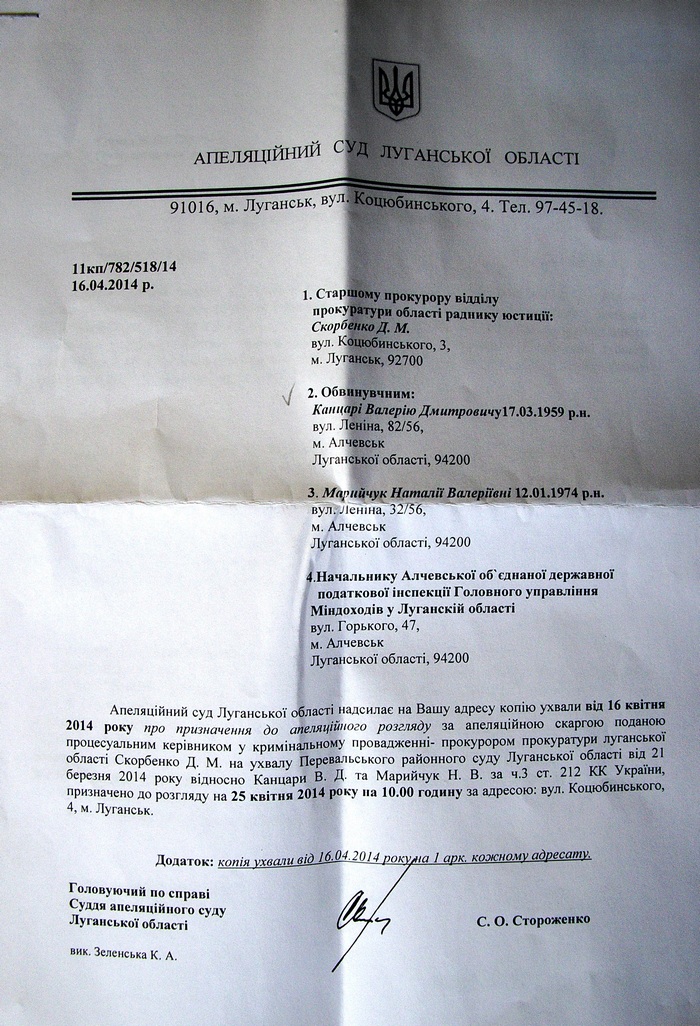 АПЕЛЯЦІЙНИЙ СУД ЛУГАНСЬКОЇ ОБЛАСТІ
91016, м. Луганськ, вул. Коцюбинського, 4. Тел. 97-45-18.
11кп/782/518/14
16.04.2014 р.
1. Старшому прокурору відділу
прокуратури області раднику юстиції:
Скорбенко Д. М.
вул. Коцюбинського, 3,
м. Луганськ, 92700
2. Обвинувчним:
Канцарі Валерію Дмитровичу17.03.1959 р.н.
вул. Леніна, 82/56,
м. Алчевськ
Луганської області, 94200
3. Марийчук Наталії Валеріївні 12.01.1974 р.н.
вул. Леніна, 32/56,
м. Алчевськ
Луганської області, 94200
4.Начальнику Алчевської об`єднаної державної
податкової інспекції Головного управління
Міндоходів у Луганскій області
вул. Горького, 47,
м. Алчевськ
Луганської області, 94200
Апеляційний суд Луганської області надсилає на Вашу адресу копію ухвали від 16 квітня
2014 року про призначення до апеляційного розгляду за апеляційною скаргою поданою
процесуальним керівником у кримінальному провадженні- прокурором прокуратури луганської
області Скорбенко Д. М. на ухвалу Перевальського районного суду Луганської області від 21
березня 2014 року відносно Канцари В. Д. та Марийчук Н. В. за ч.3 ст. 212 КК України,
призначено до розгляду на 25 квітня 2014 року на 10.00 годину за адресою: вул. Коцюбинського,
4, м. Луганськ.
Додаток: копія ухвали від 16.04.2014 року на 1 арк. кожному адресату.
Головуючий по справі
Суддя апеляційного суду
Луганської області
С. О. Стороженко
вик. Зеленська К. А.